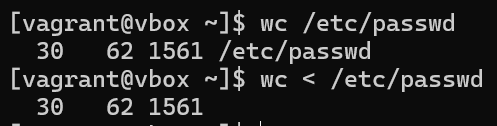 [vagrant@vbox ~]$ wc /etc/passwd
  30   62 1561 /etc/passwd
[vagrant@vbox ~]$ wc < /etc/passwd
  30   62 1561